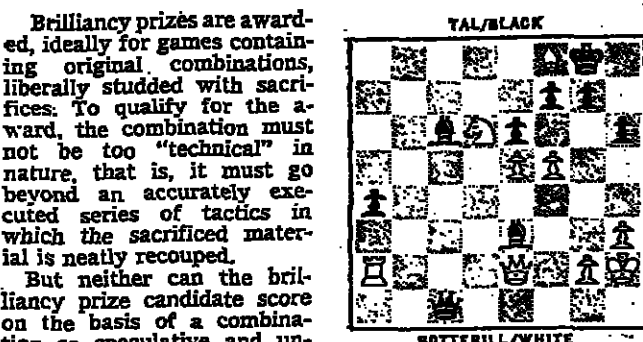 Brilliancy prizes are award-
ed, ideally for games contain-
ing original combinations,
liberally studded with sacri-
fices. To qualify for the a-
ward, the combination must
not be too "technical" in
nature, that is, it must go
beyond an accurately exe-
cuted series of tactics in
which the sacrificed mater-
ial is neatly recouped.
But neither can the bril-
liancy prize candidate score
on the basis of a combina-
TAL/BLACK
BOTTERILL/WHITE